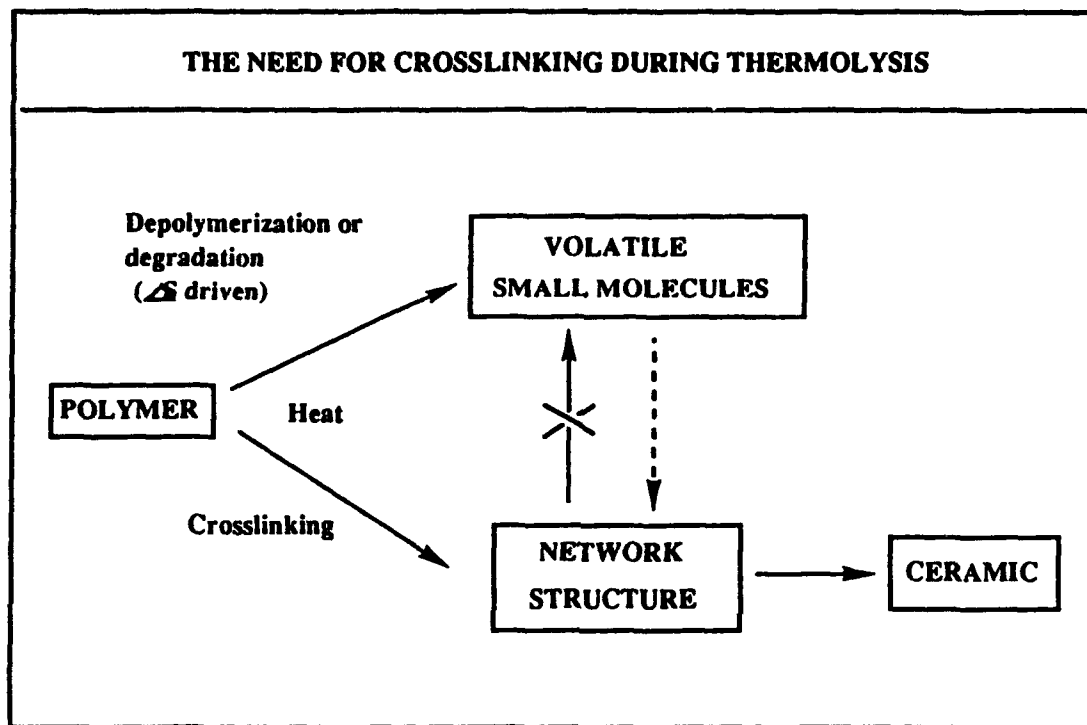 THE NEED FOR CROSSLINKING DURING THERMOLYSIS
Depolymerization or
degradation
(ΔS driven)
VOLATILE
SMALL MOLECULES
POLYMER
Heat
Crosslinking
NETWORK
STRUCTURE
CERAMIC